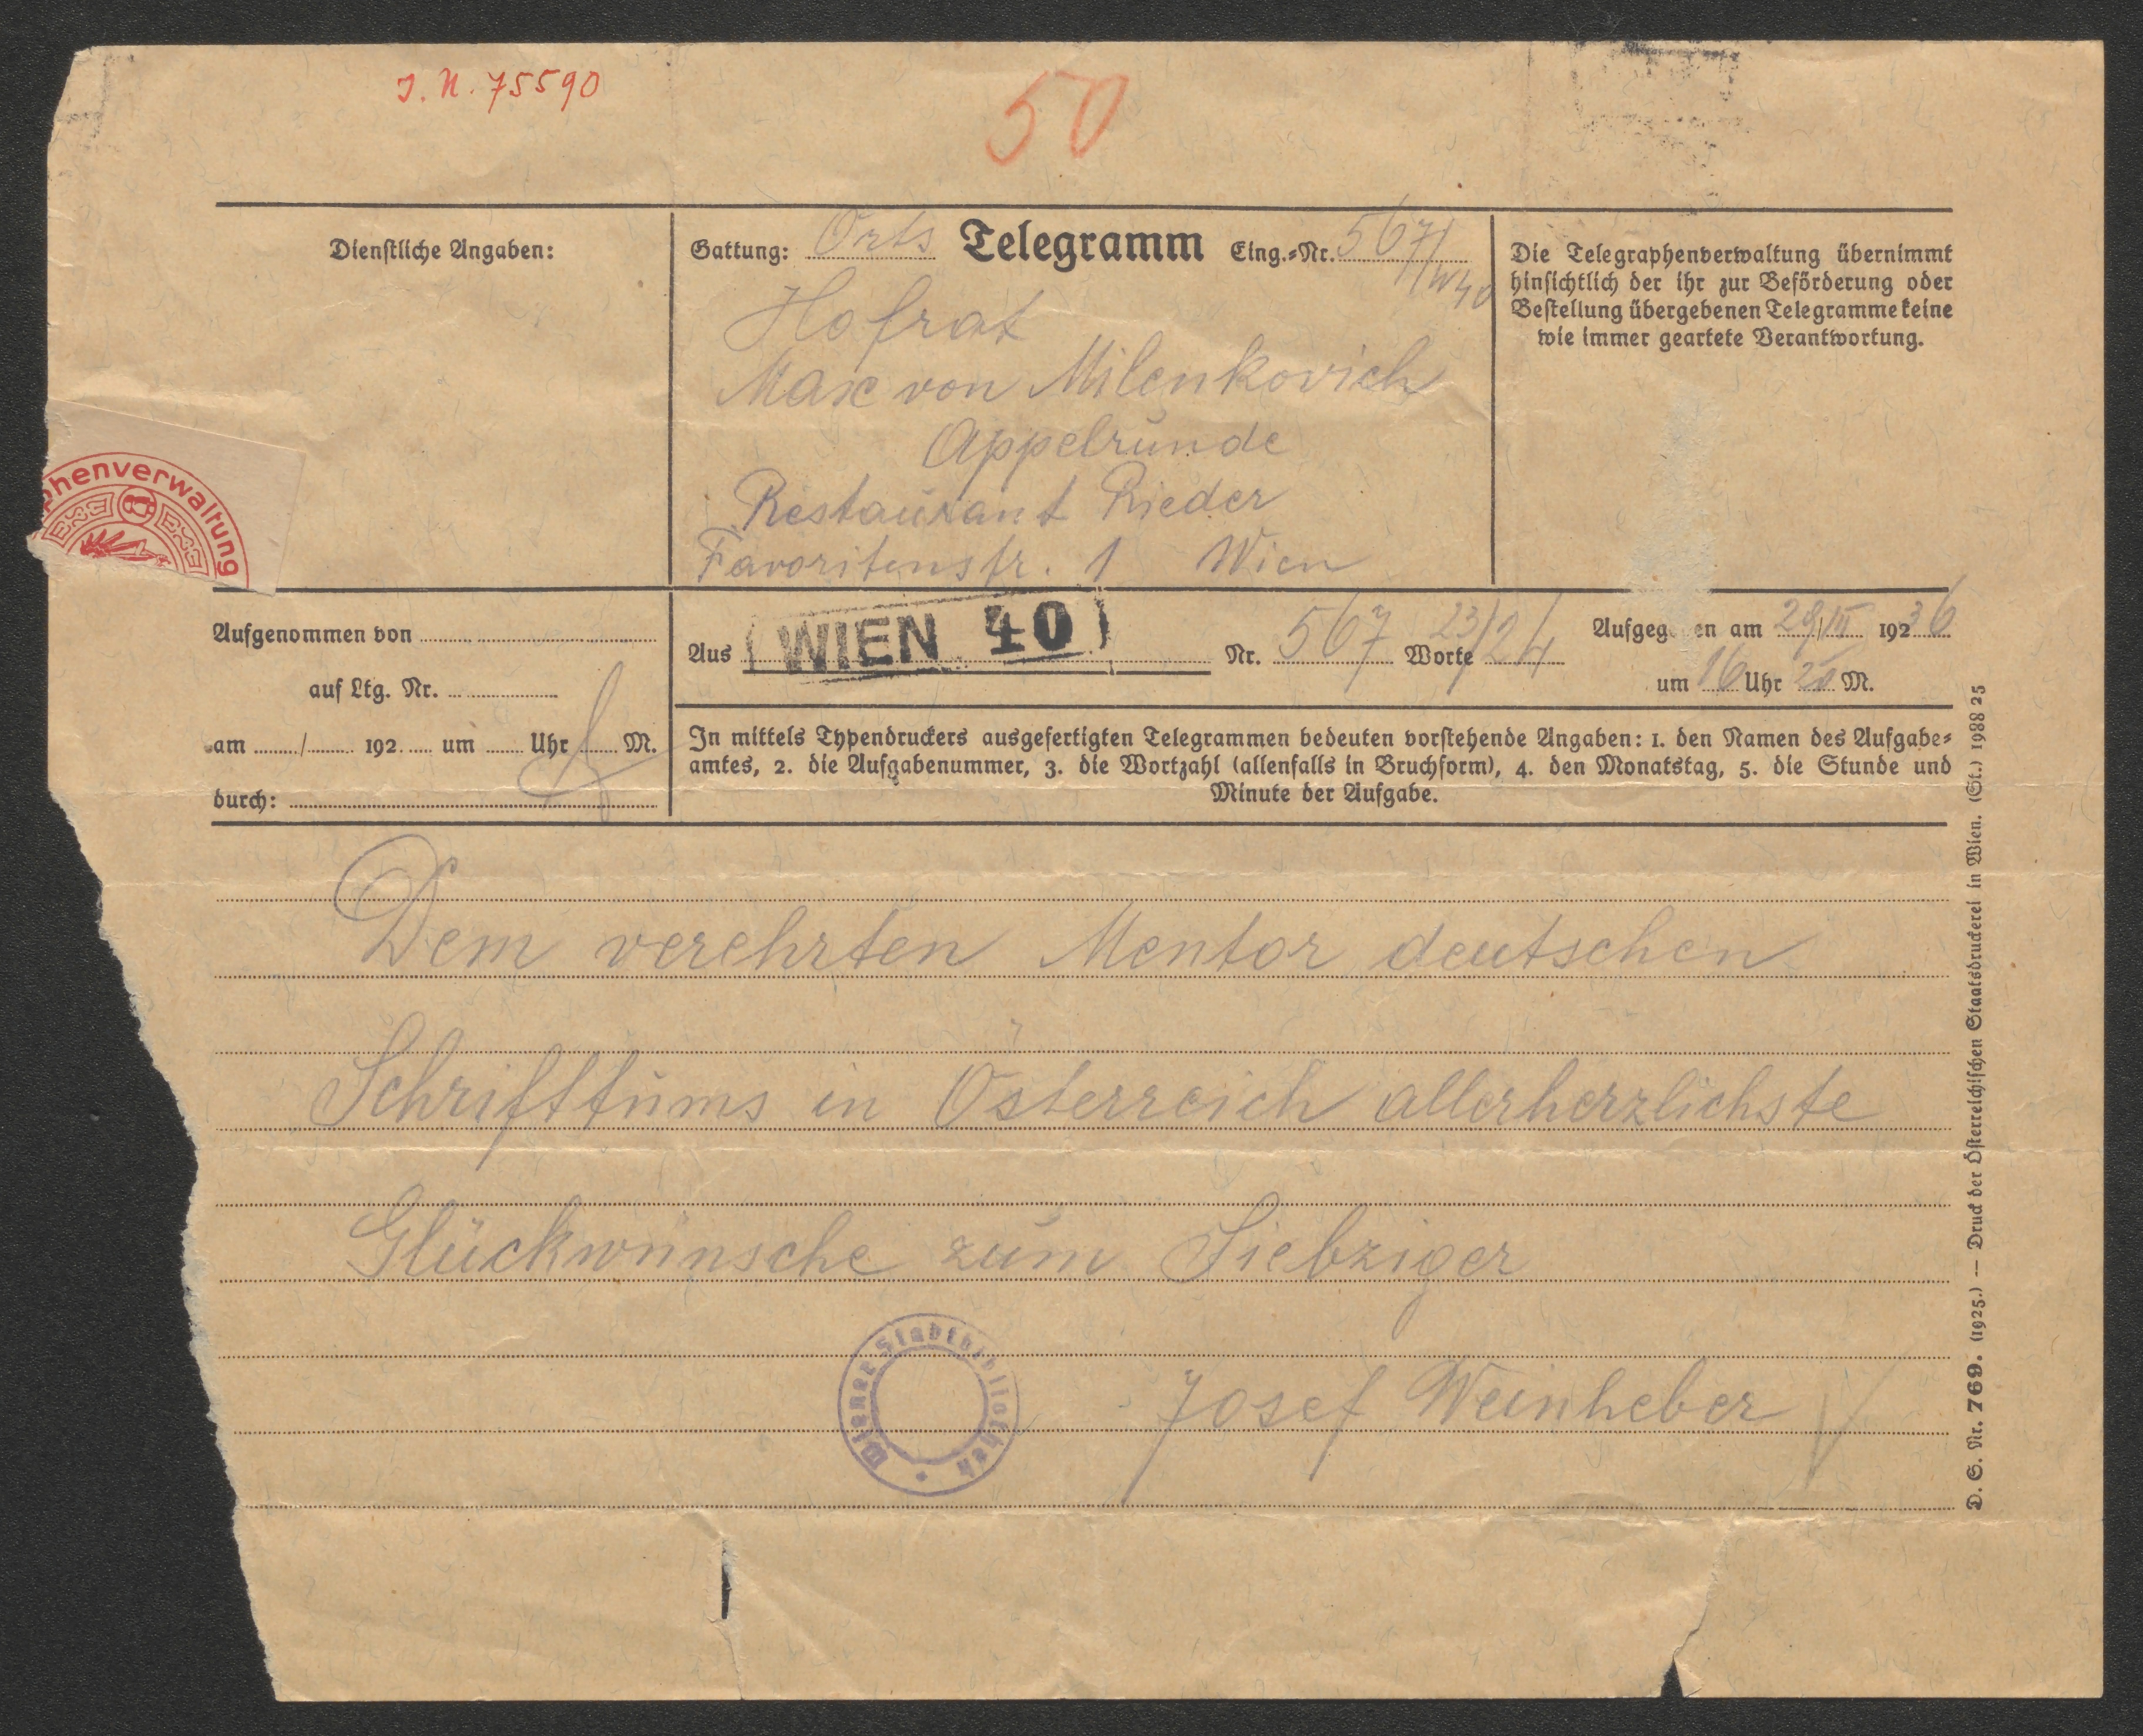 J. N. 75590
50
Dienstliche Angaben:
Gattung: Orts Telegramm Eing.-Nr. 567/
W40
Hofrat
Max von Milenkovich
Appelrunde
Restaurant Rieder
Favoritenstr. 1 Wien
Die Telegraphenverwaltung übernimmt
hinsichtlich der ihr zur Beförderung oder
Bestellung übergebenen Telegramme keine
wie immer geartete Verantwortung.
phenverwaltung
Aufgenommen von
auf Ltg. Nr.
am / 192 um Uhr M.
durch:
Aus WIEN 40 Nr. 567 Worte 23/24
Aufgeg en am 29/XII 1936
um 16 Uhr 20 M.
In mittels Typendruckers ausgefertigten Telegrammen bedeuten vorstehende Angaben: 1. den Namen des Aufgabe-
amtes, 2. die Aufgabenummer, 3. die Wortzahl (allenfalls in Bruchform), 4. den Monatstag, 5. die Stunde und
Minute der Aufgabe.
Dem verehrten Mentor deutschen
Schrifttums in Österreich allerherzlichste
Glückwünsche zum Siebziger
Josef Weinheber
Wiener Stadtbibliothek
D. S. Nr. 769. (1925.) — Druck der Österreichischen Staatsdruckerei in Wien. (St.) 1988 25